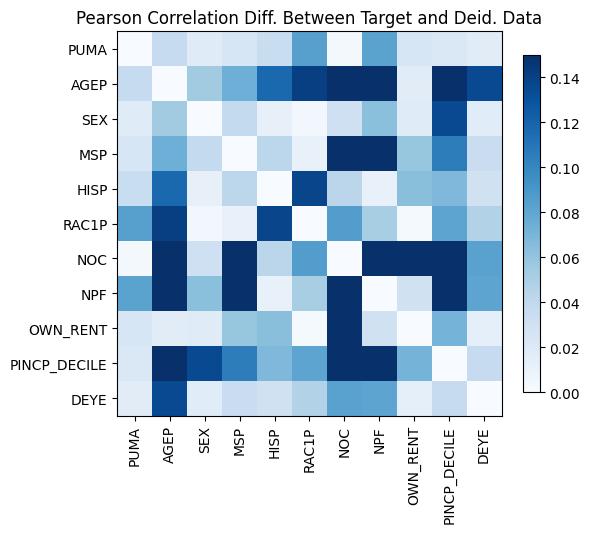 Pearson Correlation Diff. Between Target and Deid. Data
PUMA
AGEP
SEX
MSP
HISP
RAC1P
NOC
NPF
OWN_RENT
PINCP_DECILE
DEYE
PUMA
AGEP
SEX
MSP
HISP
RAC1P
NOC
NPF
OWN_RENT
PINCP_DECILE
DEYE
0.14
0.12
0.10
0.08
0.06
0.04
0.02
0.00